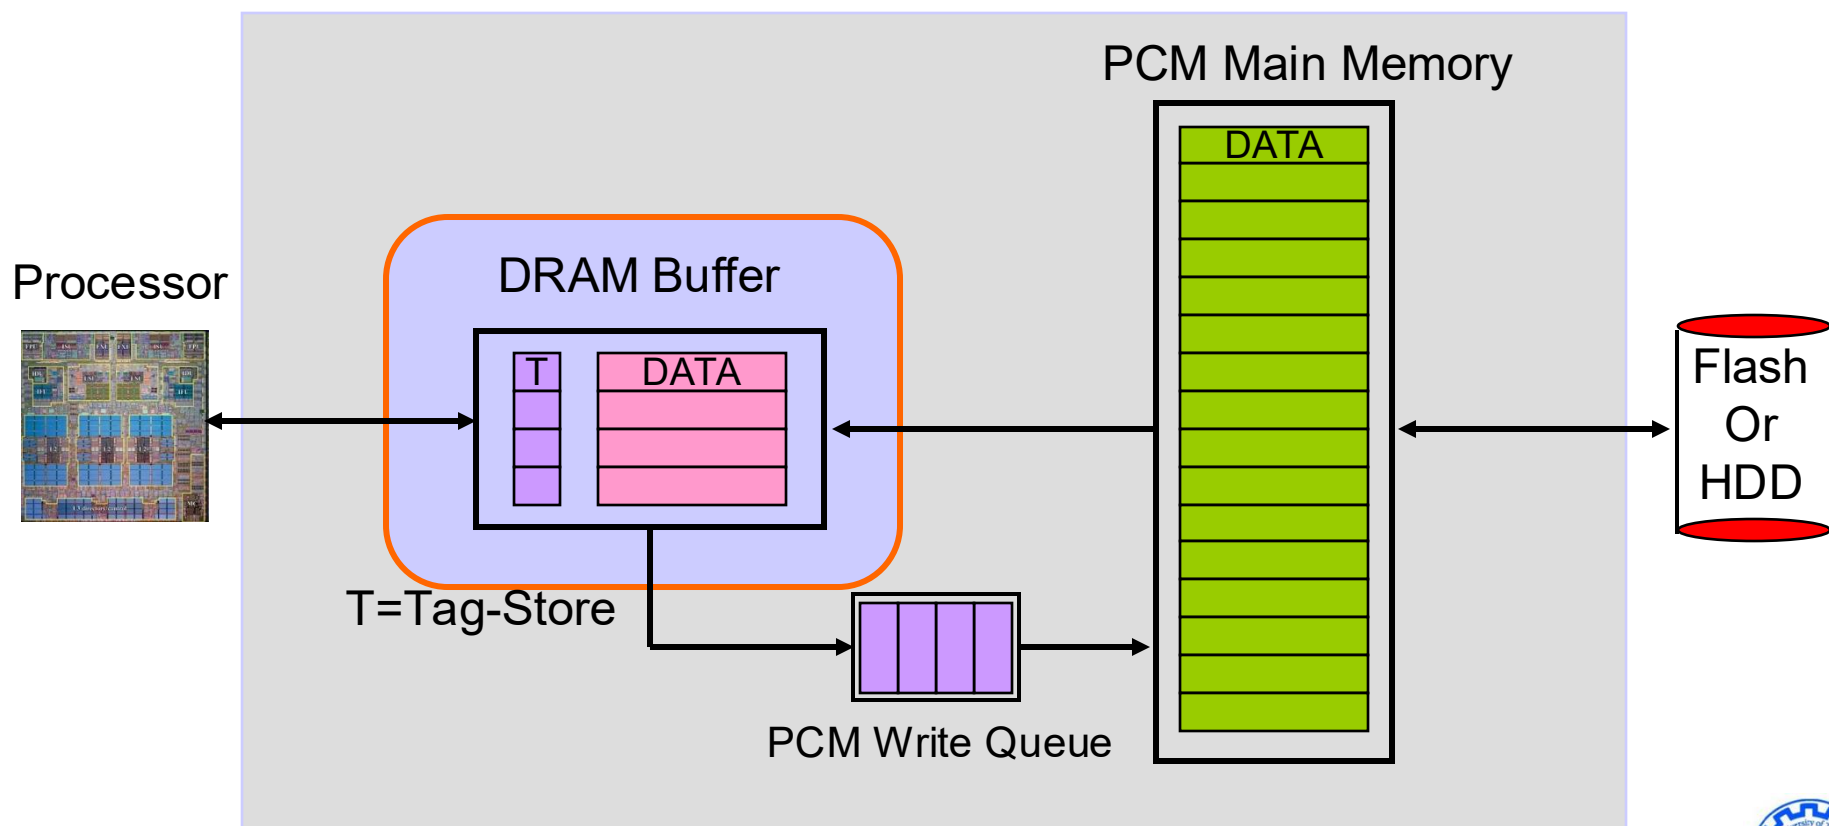 PCM Main Memory
DATA
Processor
DRAM Buffer
T
DATA
Flash
Or
HDD
T=Tag-Store
PCM Write Queue